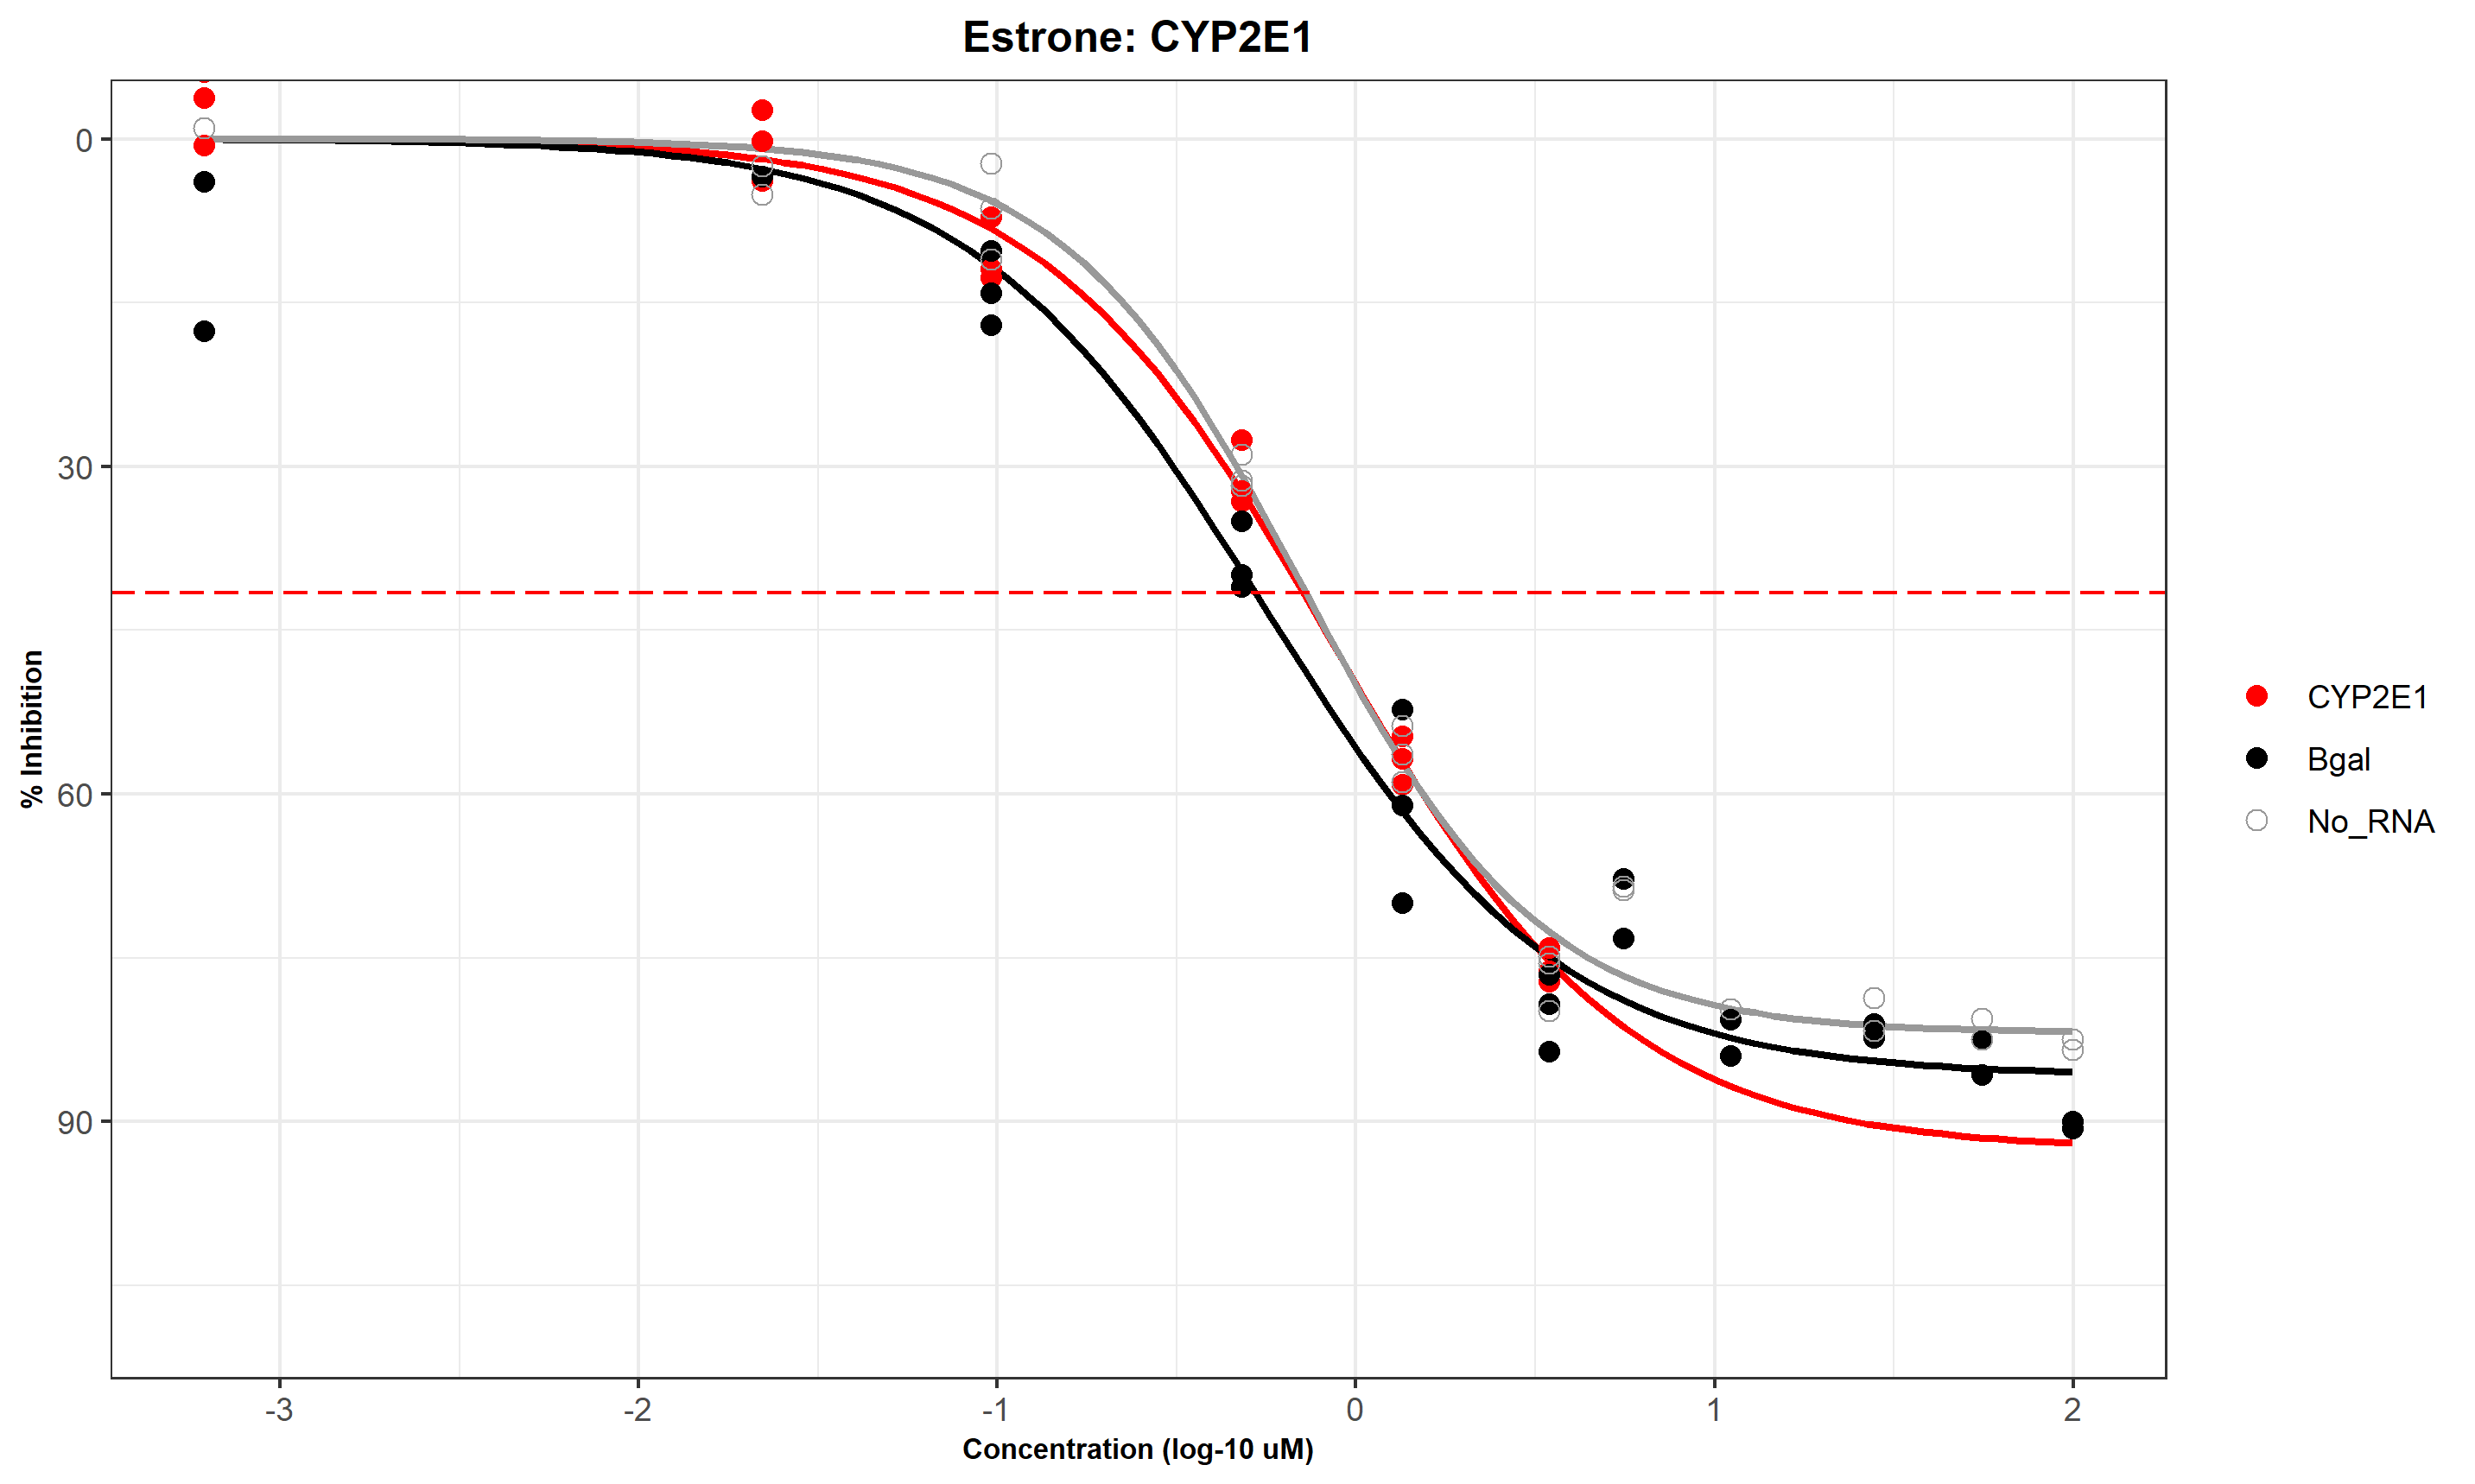 Estrone: CYP2E1
0
30
60
90
% Inhibition
-3
-2
-1
0
1
2
Concentration (log-10 uM)
CYP2E1
Bgal
No_RNA